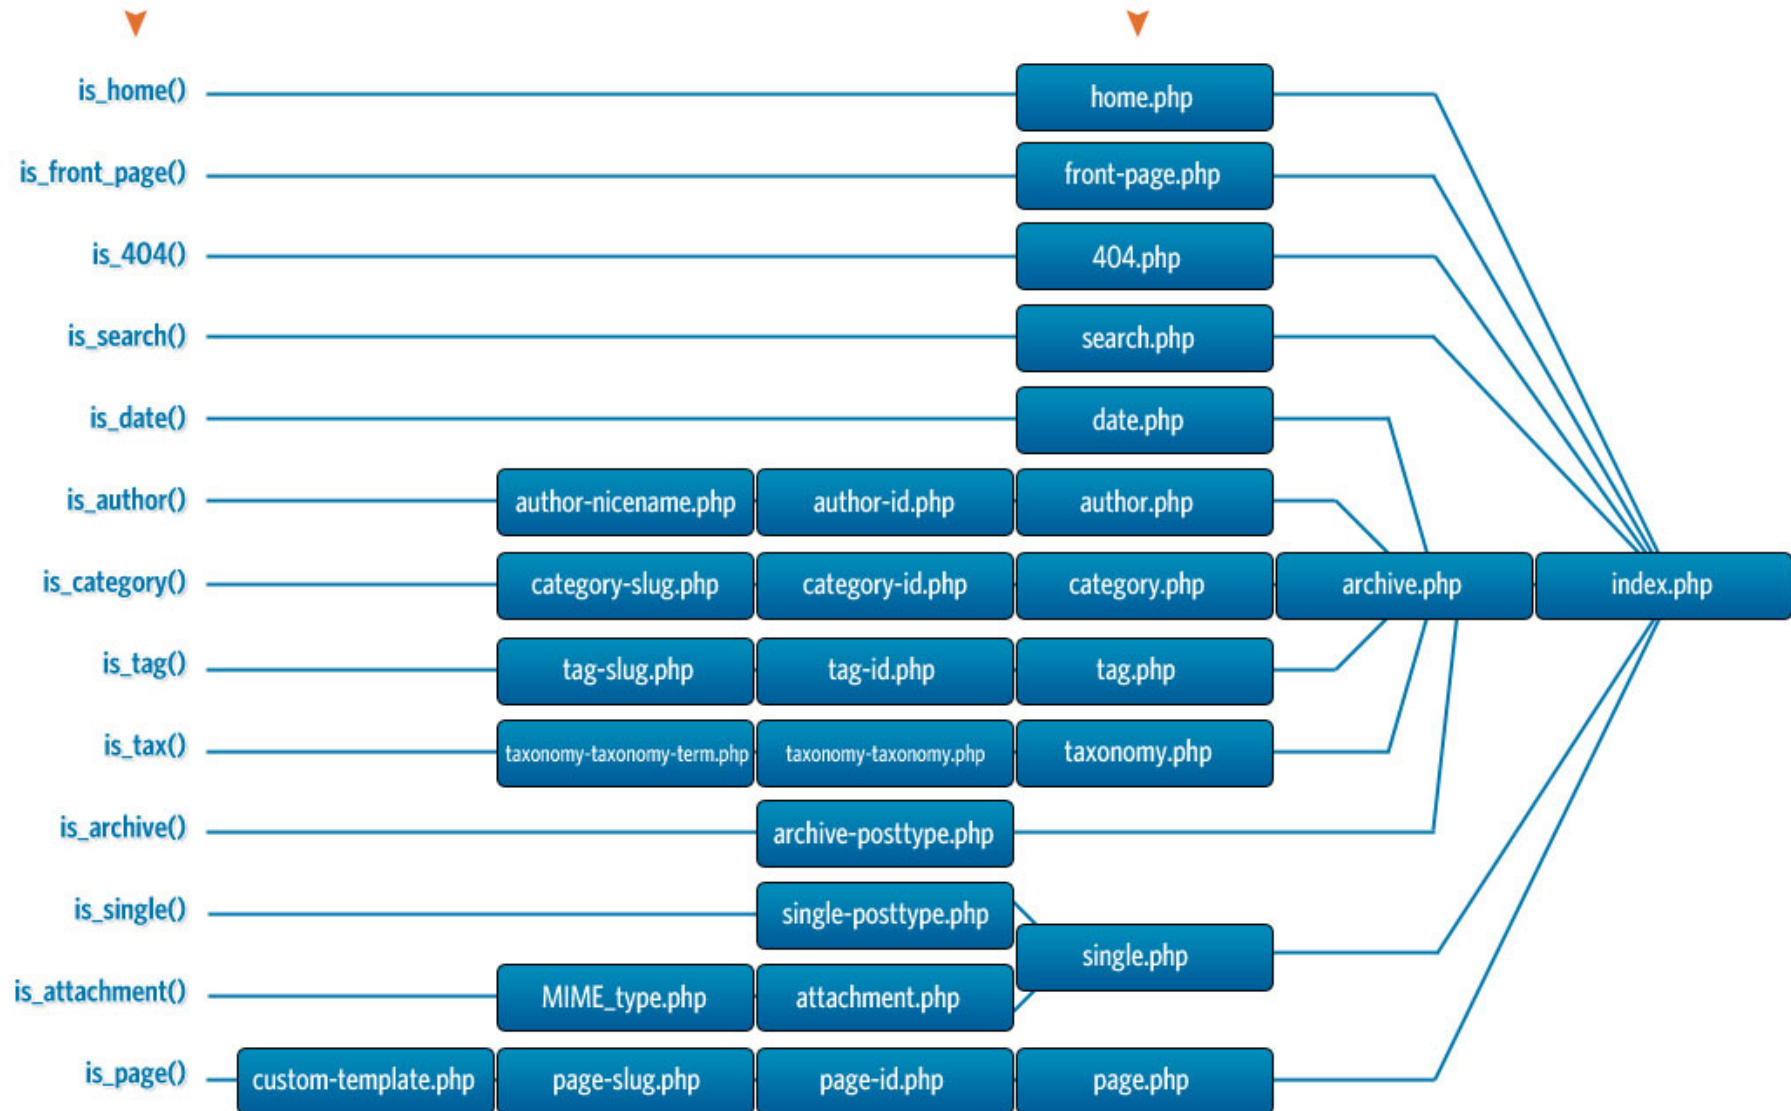 is_home() home.php
is_front_page() front-page.php
is_404() 404.php
is_search() search.php
is_date() date.php
is_author() author-nicename.php author-id.php author.php
is_category() category-slug.php category-id.php category.php archive.php index.php
is_tag() tag-slug.php tag-id.php tag.php
is_tax() taxonomy-taxonomy-term.php taxonomy-taxonomy.php taxonomy.php
is_archive() archive-posttype.php
is_single() single-posttype.php
single.php
is_attachment() MIME_type.php attachment.php
is_page() custom-template.php page-slug.php page-id.php page.php